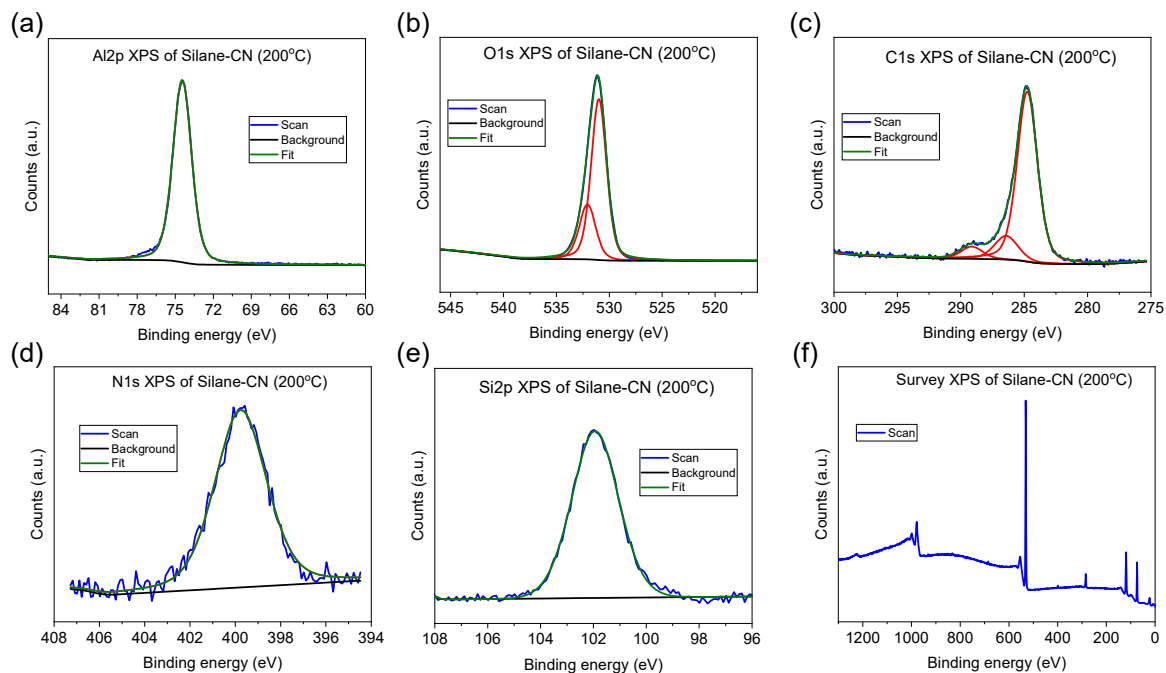 (a)
Al2p XPS of Silane-CN (200°C)
Scan
Background
Fit
Counts (a.u.)
84 81 78 75 72 69 66 63 60
Binding energy (eV)
(b)
O1s XPS of Silane-CN (200°C)
Scan
Background
Fit
Counts (a.u.)
545 540 535 530 525 520
Binding energy (eV)
(c)
C1s XPS of Silane-CN (200°C)
Scan
Background
Fit
Counts (a.u.)
300 295 290 285 280 275
Binding energy (eV)
(d)
N1s XPS of Silane-CN (200°C)
Scan
Background
Fit
Counts (a.u.)
408 406 404 402 400 398 396 394
Binding energy (eV)
(e)
Si2p XPS of Silane-CN (200°C)
Scan
Background
Fit
Counts (a.u.)
108 106 104 102 100 98 96
Binding energy (eV)
(f)
Survey XPS of Silane-CN (200°C)
Scan
Counts (a.u.)
1000 800 600 400 200 0
Binding energy (eV)